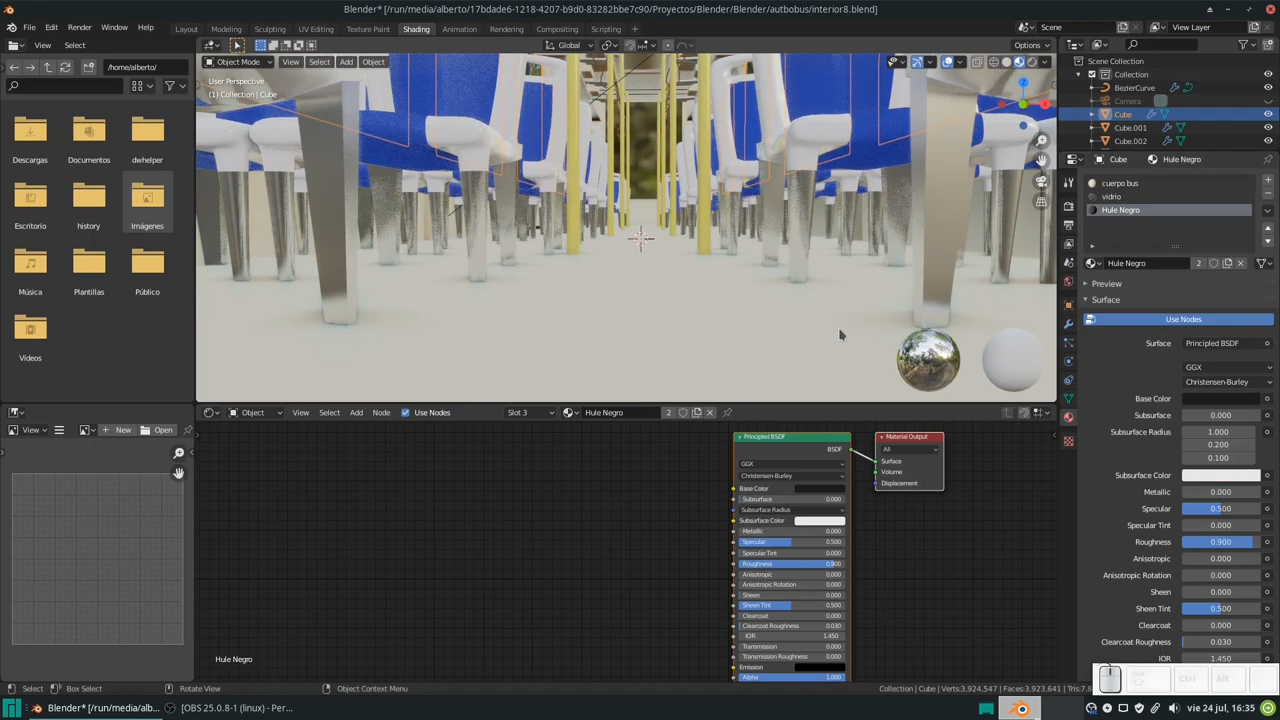 Blender* [/run/media/alberto/17bdade6-1218-4207-b9d0-83282bbe7c90/Proyectos/Blender/Blender/autbobus/interior8.blend]
File Edit Render Window Help
Layout Modeling Sculpting UV Editing Texture Paint Shading Animation Rendering Compositing Scripting
Scene
View Layer
View Select
Global
Options
/home/alberto/
Object Mode View Select Add Object
User Perspective
(1) Collection | Cube
Descargas Documentos dwhelper
Escritorio history Imágenes
Música Plantillas Público
Vídeos
Scene Collection
Collection
BezierCurve
Camera
Cube
Cube.001
Cube.002
Cube Hule Negro
cuerpo bus
vidrio
Hule Negro
Hule Negro 2
Preview
Surface
Use Nodes
Surface Principled BSDF
GGX
Christensen-Burley
Base Color
Subsurface 0.000
Subsurface Radius 1.000
0.200
0.100
Subsurface Color
Metallic 0.000
Specular 0.500
Specular Tint 0.000
Roughness 0.900
Anisotropic 0.000
Anisotropic Rotation 0.000
Sheen 0.000
Sheen Tint 0.500
Clearcoat 0.000
Clearcoat Roughness 0.030
IOR 1.450
View New Open
Object View Select Add Node Use Nodes Slot 3 Hule Negro 2
Principled BSDF
BSDF
GGX
Christensen-Burley
Base Color
Subsurface 0.000
Subsurface Radius
Subsurface Color
Metallic 0.000
Specular 0.500
Specular Tint 0.000
Roughness 0.900
Anisotropic 0.000
Anisotropic Rotation 0.000
Sheen 0.000
Sheen Tint 0.500
Clearcoat 0.000
Clearcoat Roughness 0.030
IOR 1.450
Transmission 0.000
Transmission Roughness 0.000
Emission
Alpha 1.000
Material Output
All
Surface
Volume
Displacement
Hule Negro
Ctrl Alt
Select Box Select Rotate View Object Context Menu
Collection | Cube | Verts:3,924,547 | Faces:3,923,641 | Tris:7,8
Blender* [/run/media/alb... [OBS 25.0.8-1 (linux) - Per...
vie 24 jul, 16:35